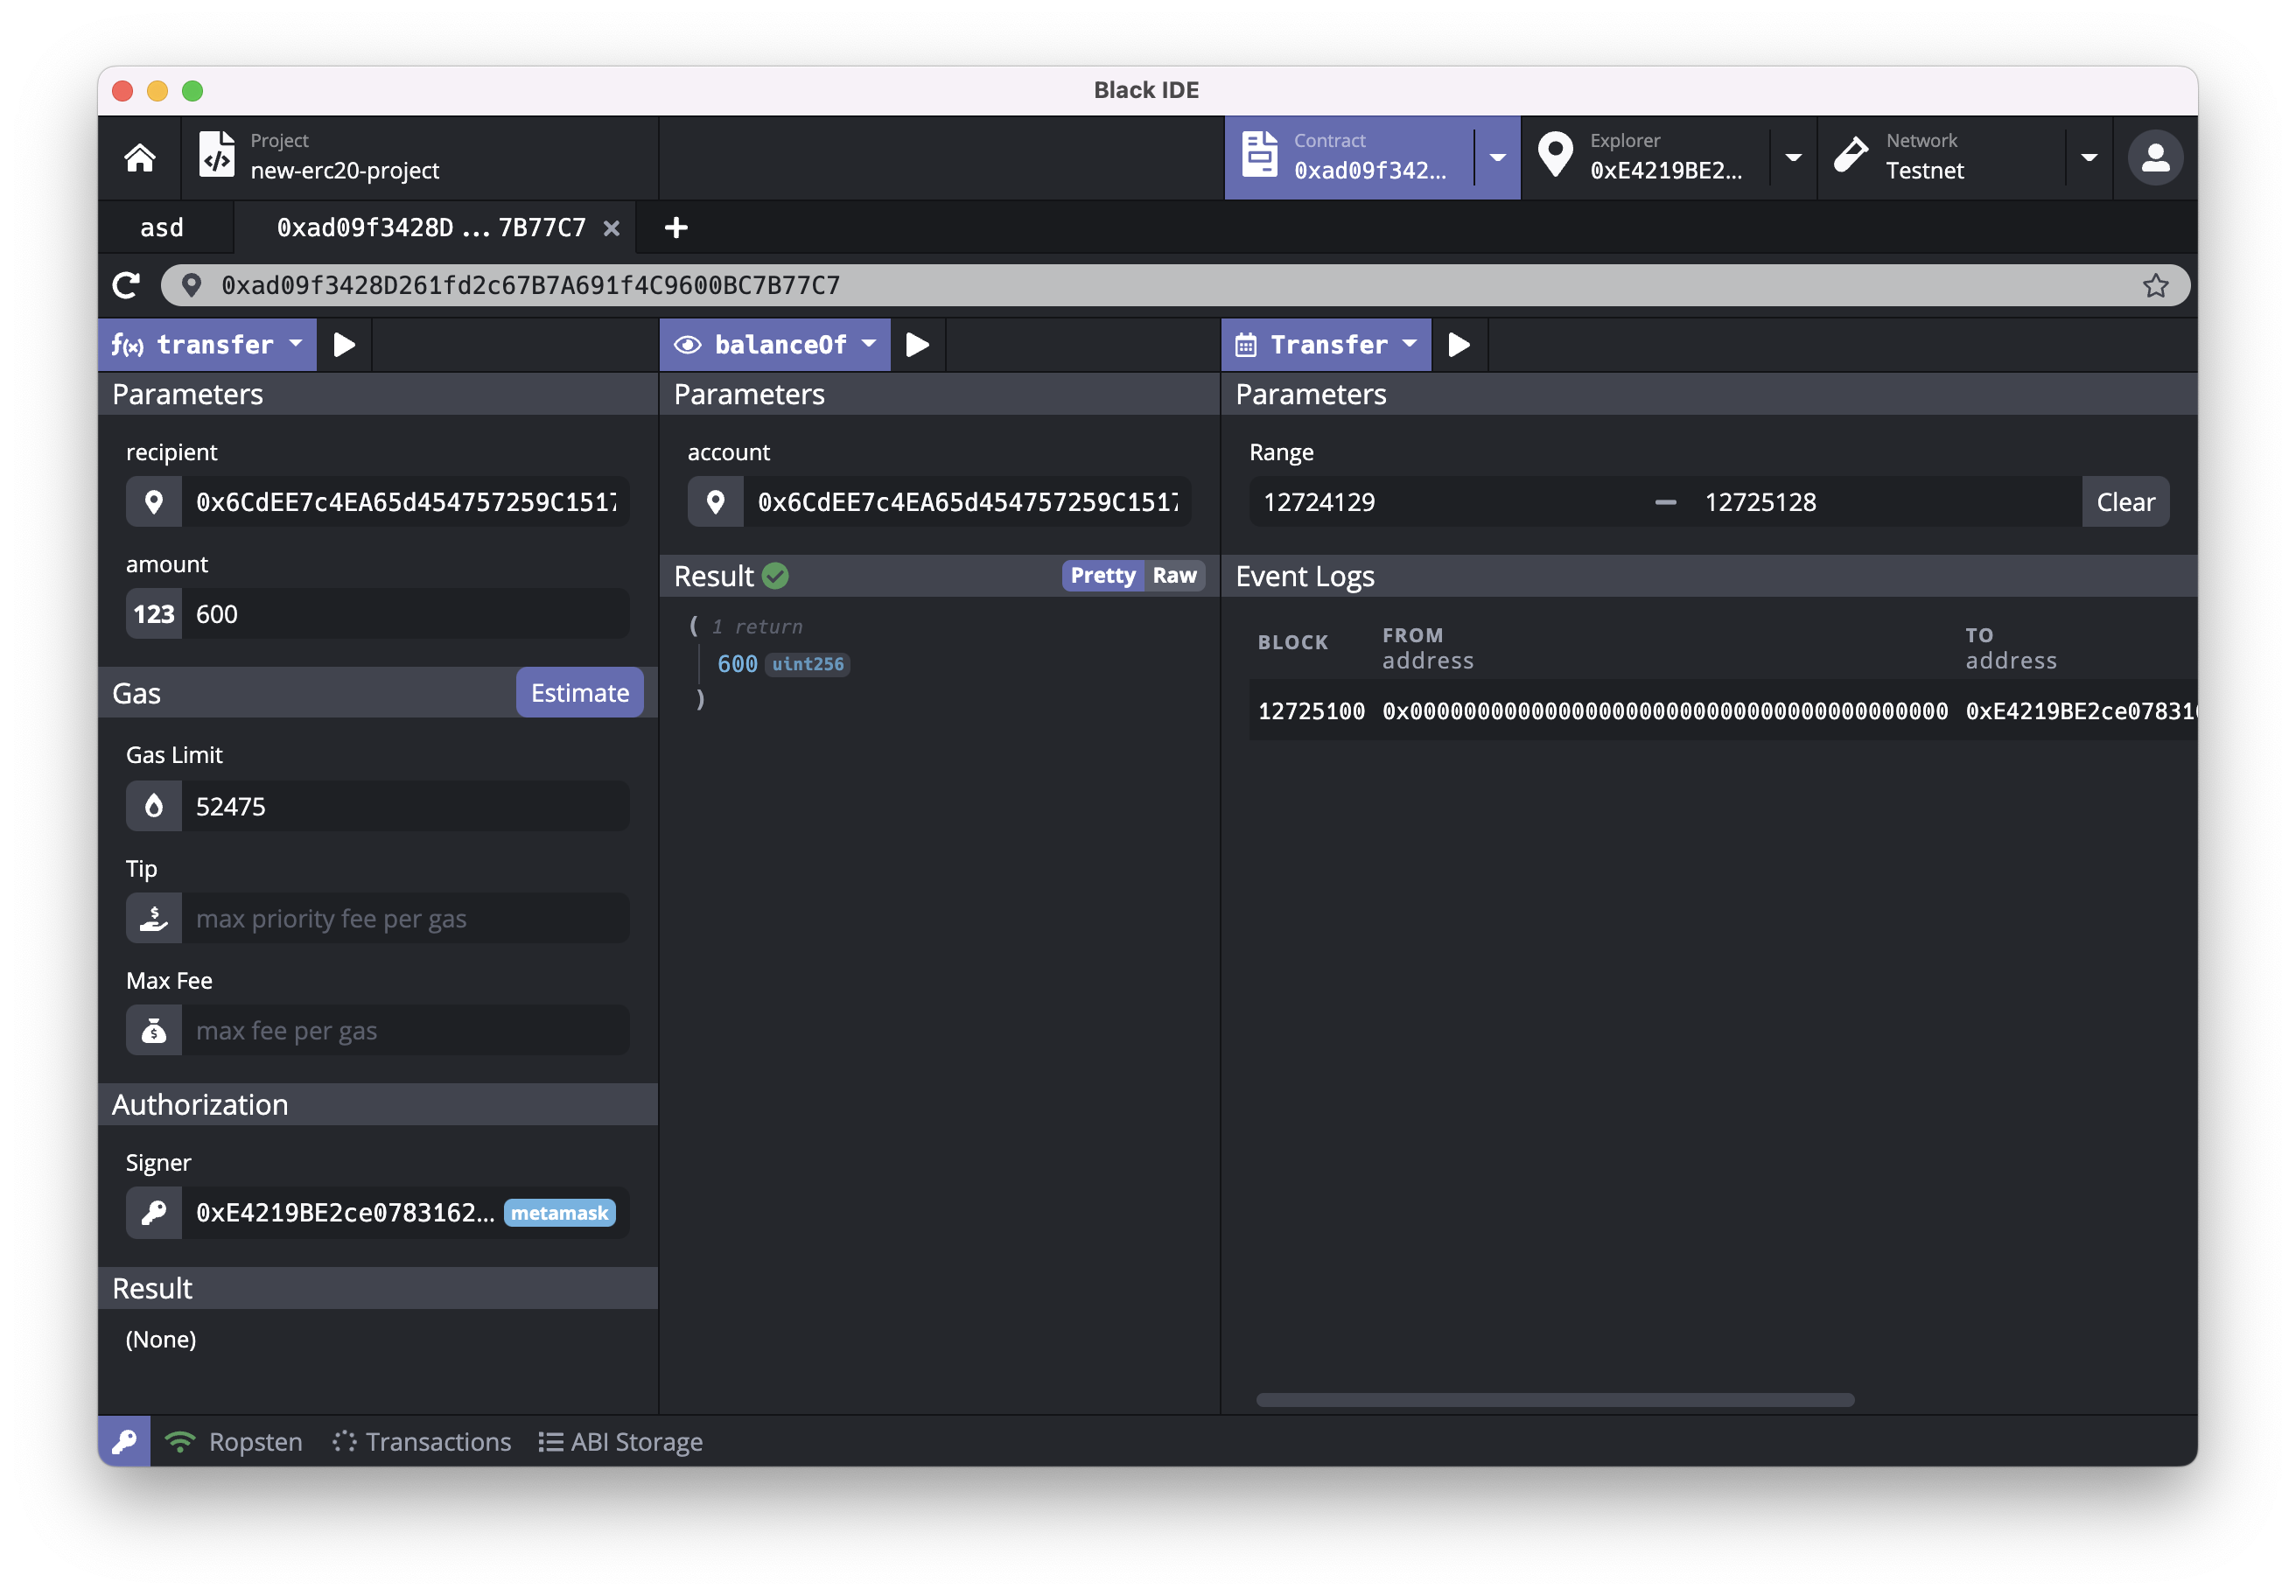 Black IDE
Project
new-erc20-project
Contract
0xad09f342...
Explorer
0xE4219BE2...
Network
Testnet
asd
0xad09f3428D ... 7B77C7
0xad09f3428D261fd2c67B7A691f4C9600BC7B77C7
f(x) transfer
balanceOf
Transfer
Parameters
recipient
0x6CdEE7c4EA65d454757259C1517
amount
123 600
Gas
Estimate
Gas Limit
52475
Tip
max priority fee per gas
Max Fee
max fee per gas
Authorization
Signer
0xE4219BE2ce0783162... metamask
Result
(None)
Parameters
account
0x6CdEE7c4EA65d454757259C1517
Result
Pretty Raw
( 1 return
600 uint256
)
Parameters
Range
12724129 – 12725128 Clear
Event Logs
BLOCK FROM address TO address
12725100 0x0000000000000000000000000000000000000000 0xE4219BE2ce07831
Ropsten Transactions ABI Storage